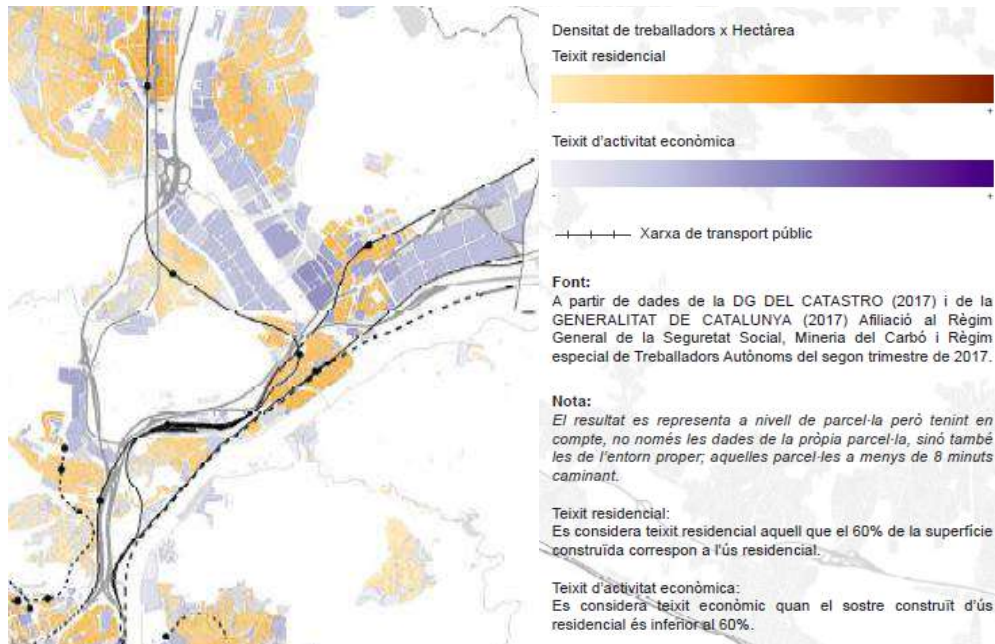 Densitat de treballadors x Hectàrea
Teixit residencial
- +
Teixit d'activitat econòmica
- +
Xarxa de transport públic
Font:
A partir de dades de la DG DEL CATASTRO (2017) i de la
GENERALITAT DE CATALUNYA (2017) Afiliació al Règim
General de la Seguretat Social, Mineria del Carbó i Règim
especial de Treballadors Autònoms del segon trimestre de 2017.
Nota:
El resultat es representa a nivell de parcel·la però tenint en
compte, no només les dades de la pròpia parcel·la, sinó també
les de l'entorn proper; aquelles parcel·les a menys de 8 minuts
caminant.
Teixit residencial:
Es considera teixit residencial aquell que el 60% de la superfície
construïda correspon a l'ús residencial.
Teixit d'activitat econòmica:
Es considera teixit econòmic quan el sostre construït d'ús
residencial és inferior al 60%.